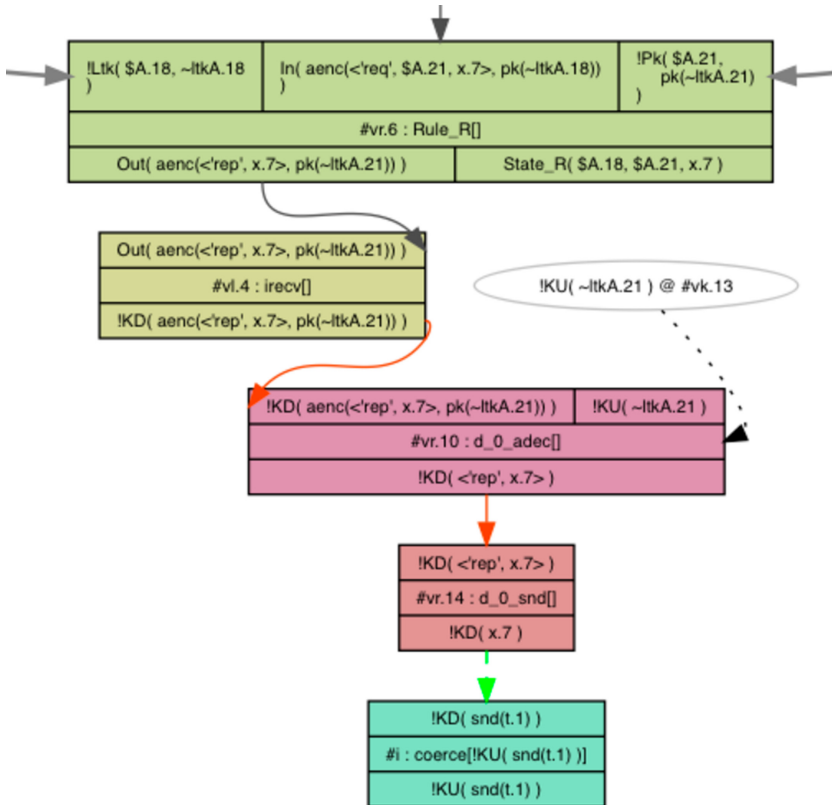 !Ltk( $A.18, ~ltkA.18
)
In( aenc(<'req', $A.21, x.7>, pk(~ltkA.18))
)
!Pk( $A.21,
pk(~ltkA.21)
)
#vr.6 : Rule_R[]
Out( aenc(<'rep', x.7>, pk(~ltkA.21)) )
State_R( $A.18, $A.21, x.7 )
Out( aenc(<'rep', x.7>, pk(~ltkA.21)) )
#vl.4 : irecv[]
!KD( aenc(<'rep', x.7>, pk(~ltkA.21)) )
!KU( ~ltkA.21 ) @ #vk.13
!KD( aenc(<'rep', x.7>, pk(~ltkA.21)) )
!KU( ~ltkA.21 )
#vr.10 : d_0_adec[]
!KD( <'rep', x.7> )
!KD( <'rep', x.7> )
#vr.14 : d_0_snd[]
!KD( x.7 )
!KD( snd(t.1) )
#i : coerce[!KU( snd(t.1) )]
!KU( snd(t.1) )